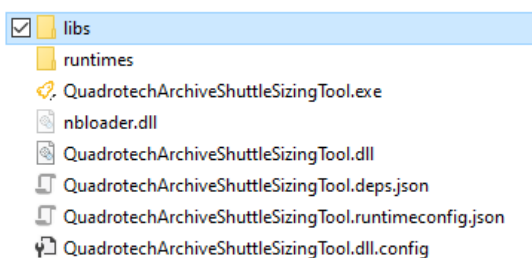 libs
runtimes
QuadrotechArchiveShuttleSizingTool.exe
nbloader.dll
QuadrotechArchiveShuttleSizingTool.dll
QuadrotechArchiveShuttleSizingTool.deps.json
QuadrotechArchiveShuttleSizingTool.runtimeconfig.json
QuadrotechArchiveShuttleSizingTool.dll.config